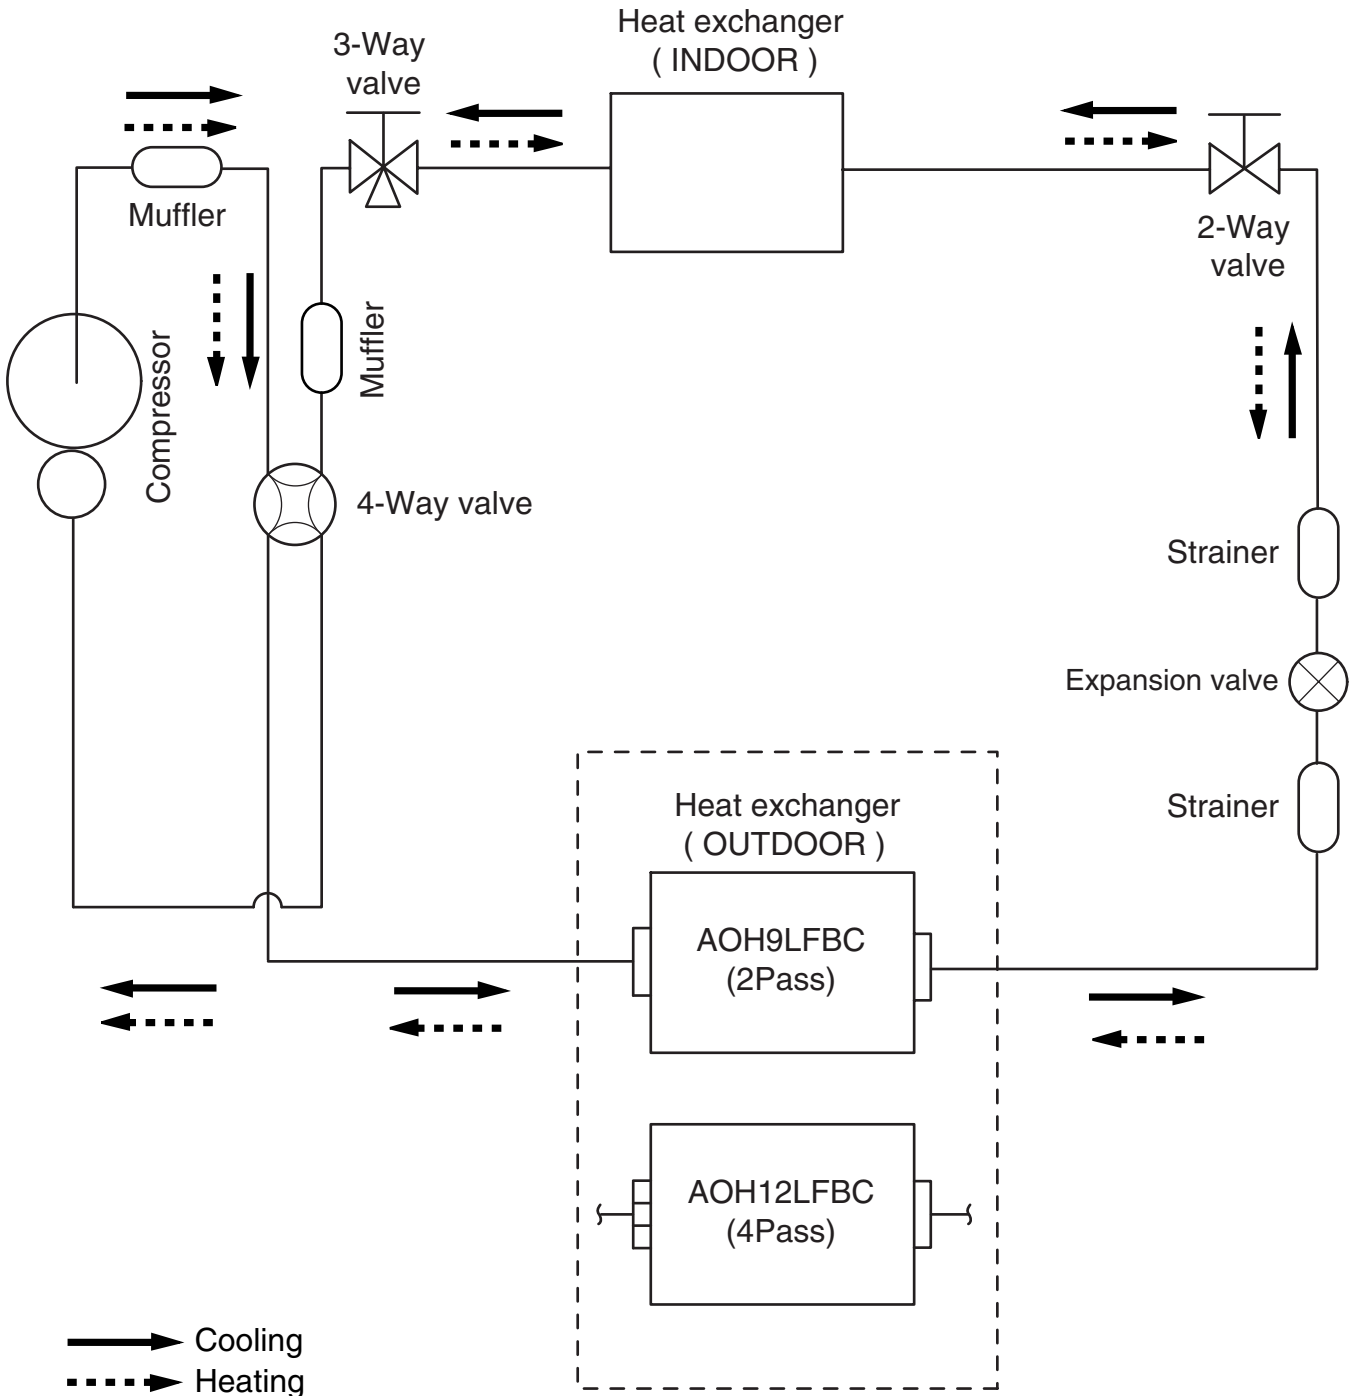 Heat exchanger
( INDOOR )
3-Way
valve
Muffler
2-Way
valve
Muffler
Compressor
4-Way valve
Strainer
Expansion valve
Strainer
Heat exchanger
( OUTDOOR )
AOH9LFBC
(2Pass)
AOH12LFBC
(4Pass)
Cooling
Heating